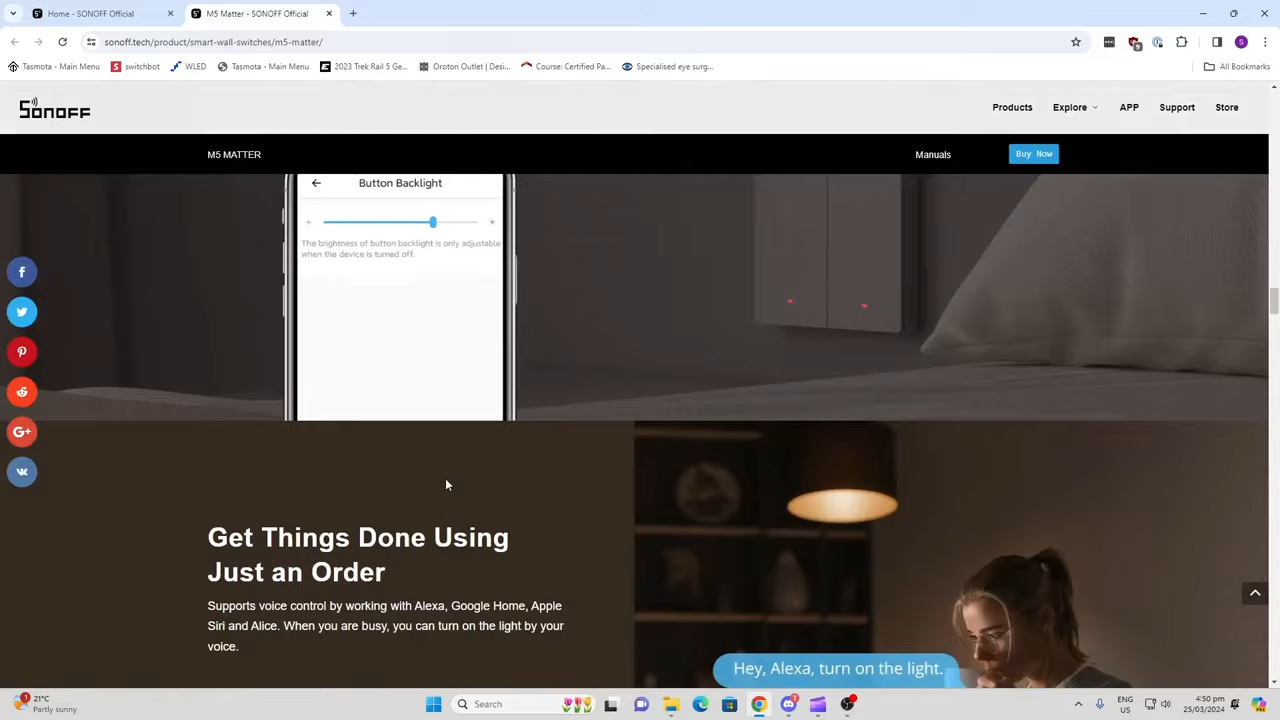 Home - SONOFF Official
M5 Matter - SONOFF Official
sonoff.tech/product/smart-wall-switches/m5-matter/
Tasmota - Main Menu
switchbot
WLED
Tasmota - Main Menu
2023 Trek Rail 5 Ge...
Oroton Outlet | Desi...
Course: Certified Pa...
Specialised eye surg...
All Bookmarks
SONOFF
Products
Explore
APP
Support
Store
M5 MATTER
Manuals
Buy Now
Button Backlight
The brightness of button backlight is only adjustable
when the device is turned off.
Get Things Done Using
Just an Order
Supports voice control by working with Alexa, Google Home, Apple
Siri and Alice. When you are busy, you can turn on the light by your
voice.
Hey, Alexa, turn on the light.
21°C
Partly sunny
Search
ENG
US
4:50 pm
25/03/2024